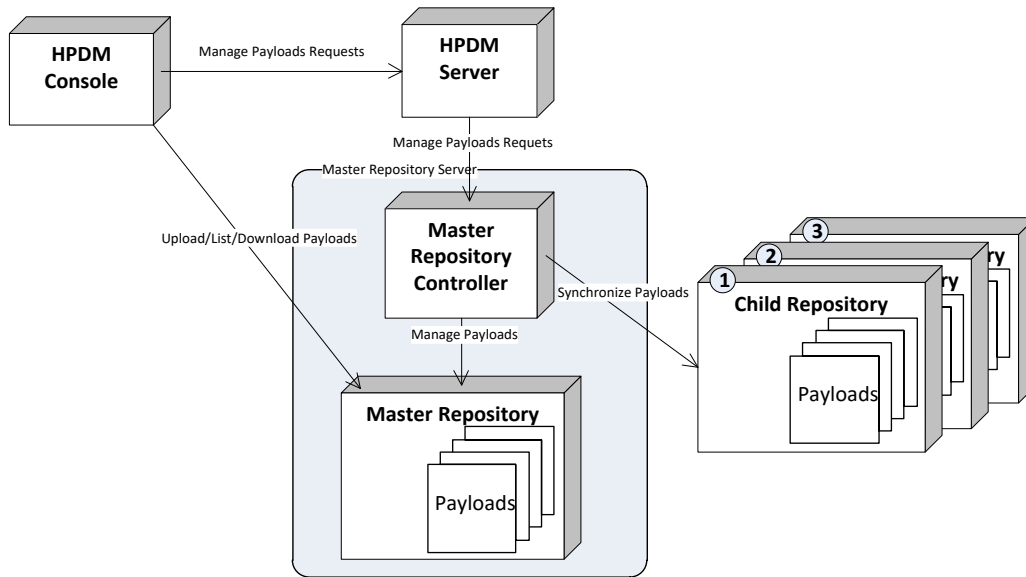 HPDM
Console
Manage Payloads Requests
HPDM
Server
Manage Payloads Requets
Master Repository Server
Master
Repository
Controller
Upload/List/Download Payloads
Synchronize Payloads
Manage Payloads
Master Repository
Payloads
1
Child Repository
Payloads
2
ry
3
ry